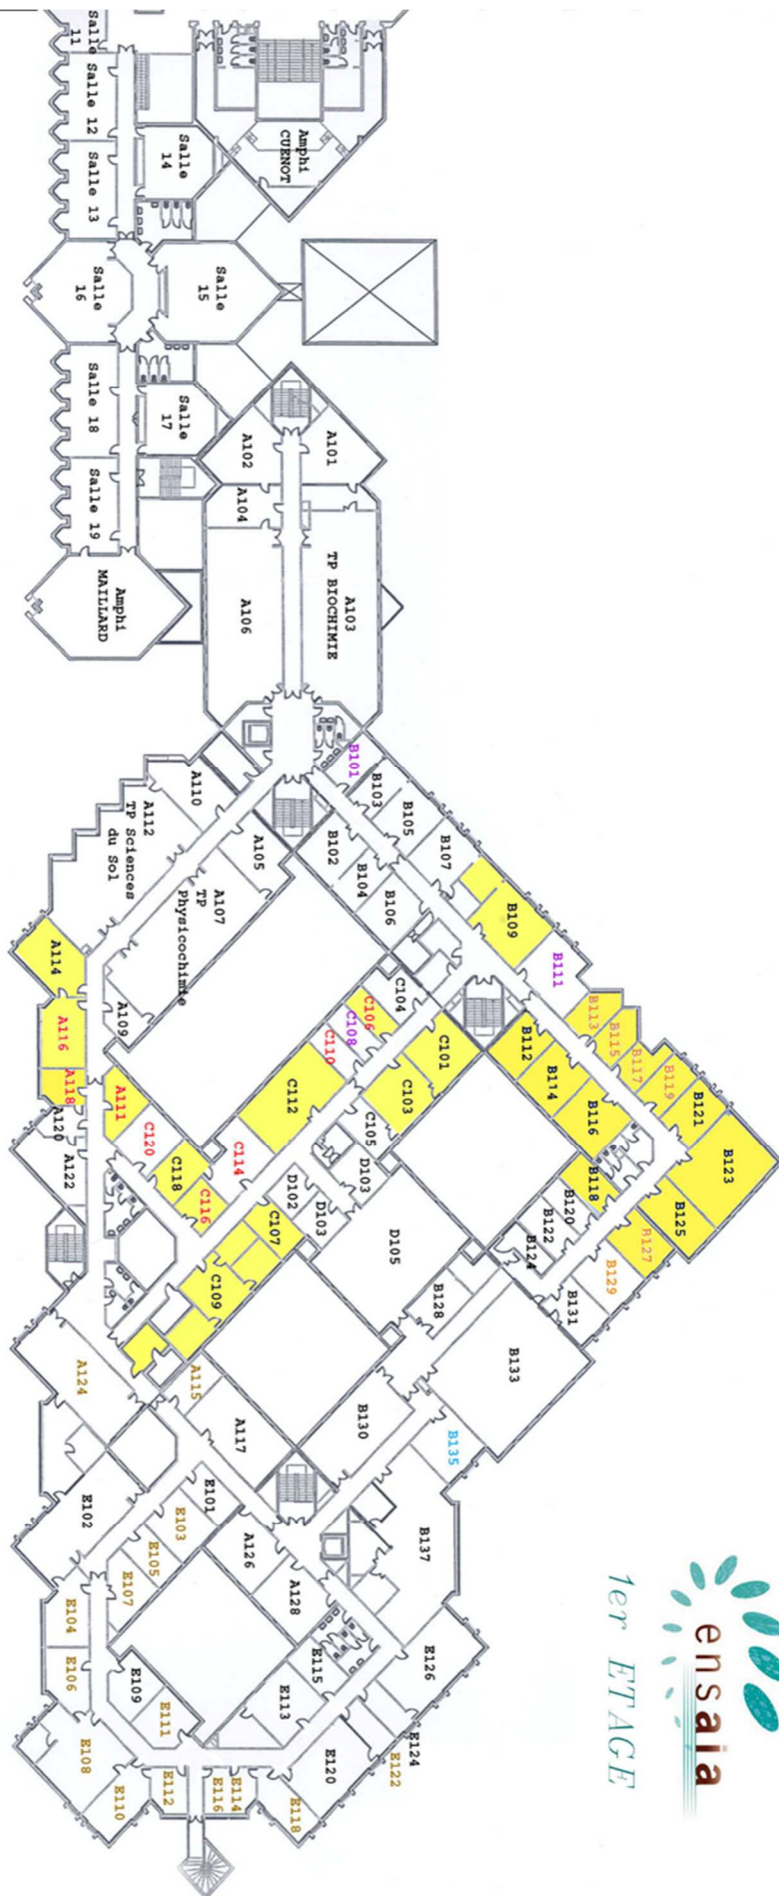 Salle 11
Salle 12
Salle 13
Salle
14
Amphi
CUENOT
Salle
16
Salle
15
Salle 18
Salle
17
Salle 19
Amphi
MAILLARD
A101
A102
A104
A103
TP BIOCHIMIE
A106
A110
A112
TP Sciences
du Sol
A105
A107
TP
Physicochimie
A109
A114
A116
A118
A120
A122
A111
B101
B103
B105
B107
B102
B104
B106
B109
B111
B113
B115
B117
B119
B121
B123
B125
B127
B129
B131
B133
B112
B114
B116
B118
B120
B122
B124
C104
C106
C108
C110
C112
C114
C116
C118
C120
C101
C103
C105
D103
D102
D103
D105
C107
C109
B128
B130
B135
B137
A124
A115
A117
A126
A128
E101
E103
E105
E107
E102
E104
E106
E108
E110
E109
E111
E112
E116
E114
E113
E115
E118
E120
E122
E124
E126
ensaia
1er ETAGE